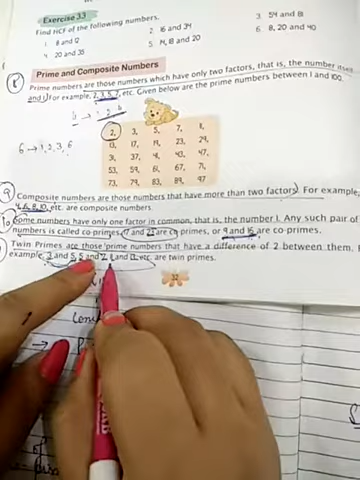 Exercise 3.3
Find HCF of the following numbers.
1. 8 and 12
2. 16 and 24
3. 54 and 81
4. 20 and 35
5. 14, 18 and 20
6. 8, 20 and 40
Prime and Composite Numbers
Prime numbers are those numbers which have only two factors, that is, the number itself
and 1. For example, 2, 3, 5, 7, etc. Given below are the prime numbers between 1 and 100.
6 → 1, 2, 3, 6
2, 3, 5, 7, 11,
13, 17, 19, 23, 29,
31, 37, 41, 43, 47,
53, 59, 61, 67, 71,
73, 79, 83, 89, 97
Composite numbers are those numbers that have more than two factors. For example,
4, 6, 8, 10, etc. are composite numbers.
Some numbers have only one factor in common, that is, the number 1. Any such pair of
numbers is called co-primes. 17 and 25 are co primes, or 9 and 16 are co-primes.
Twin Primes are those prime numbers that have a difference of 2 between them.
example, 3 and 5, 5 and 7, 11 and 13, etc. are twin primes.
32